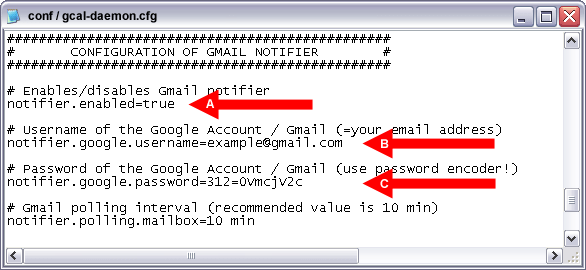 conf / gcal-daemon.cfg
################################################
#       CONFIGURATION OF GMAIL NOTIFIER        #
################################################
# Enables/disables Gmail notifier
notifier.enabled=true
A
# Username of the Google Account / Gmail (=your email address)
notifier.google.username=example@gmail.com
B
# Password of the Google Account / Gmail (use password encoder!)
notifier.google.password=312=0VmcjV2c
C
# Gmail polling interval (recommended value is 10 min)
notifier.polling.mailbox=10 min